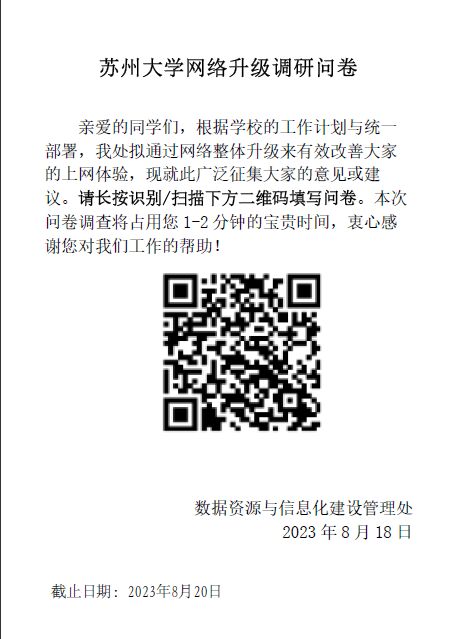 苏州大学网络升级调研问卷
亲爱的同学们，根据学校的工作计划与统一
部署，我处拟通过网络整体升级来有效改善大家
的上网体验，现就此广泛征集大家的意见或建
议。请长按识别/扫描下方二维码填写问卷。本次
问卷调查将占用您 1-2 分钟的宝贵时间，衷心感
谢您对我们工作的帮助！
数据资源与信息化建设管理处
2023 年 8 月 18 日
截止日期：2023年8月20日